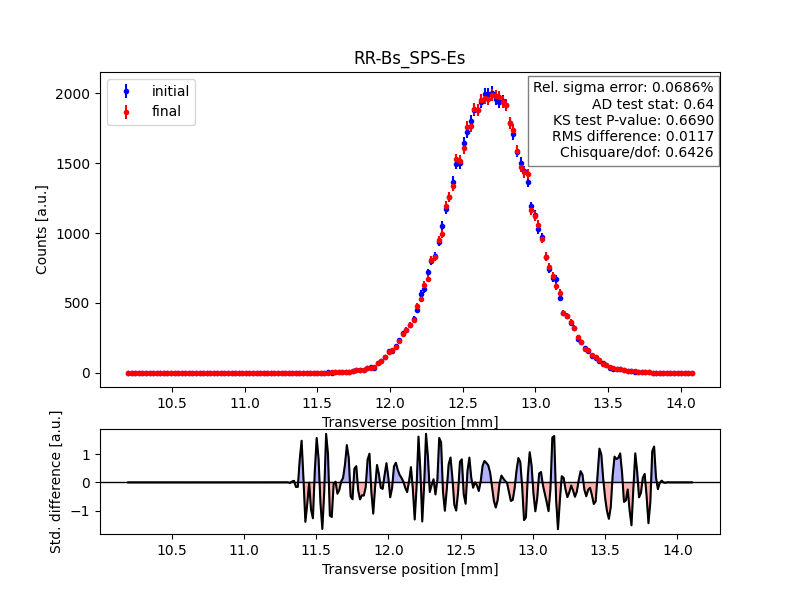 RR-Bs_SPS-Es
initial
final
Rel. sigma error: 0.0686%
AD test stat: 0.64
KS test P-value: 0.6690
RMS difference: 0.0117
Chisquare/dof: 0.6426
Counts [a.u.]
2000
1500
1000
500
0
10.5 11.0 11.5 12.0 12.5 13.0 13.5 14.0
Transverse position [mm]
Std. difference [a.u.]
1
0
−1
10.5 11.0 11.5 12.0 12.5 13.0 13.5 14.0
Transverse position [mm]